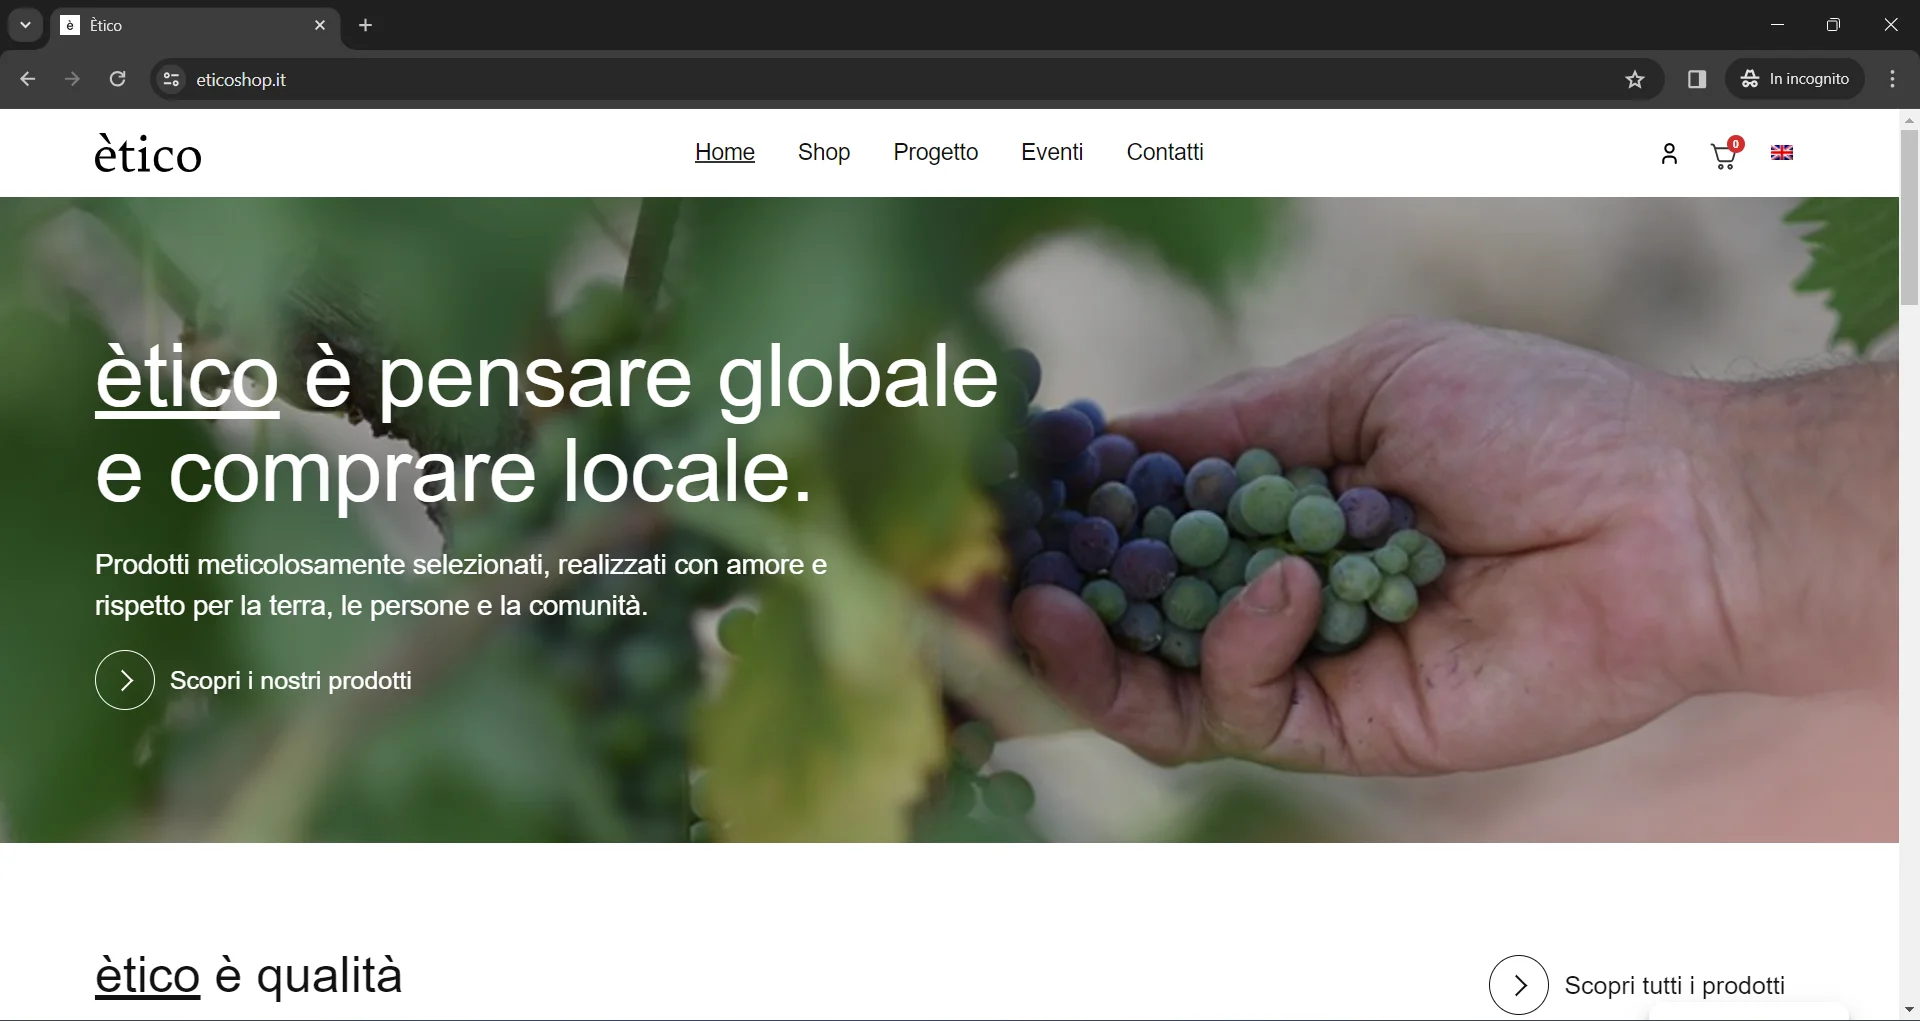 è Ètico
eticoshop.it
In incognito
ètico
Home Shop Progetto Eventi Contatti
0
ètico è pensare globale
e comprare locale.
Prodotti meticolosamente selezionati, realizzati con amore e
rispetto per la terra, le persone e la comunità.
Scopri i nostri prodotti
ètico è qualità
Scopri tutti i prodotti